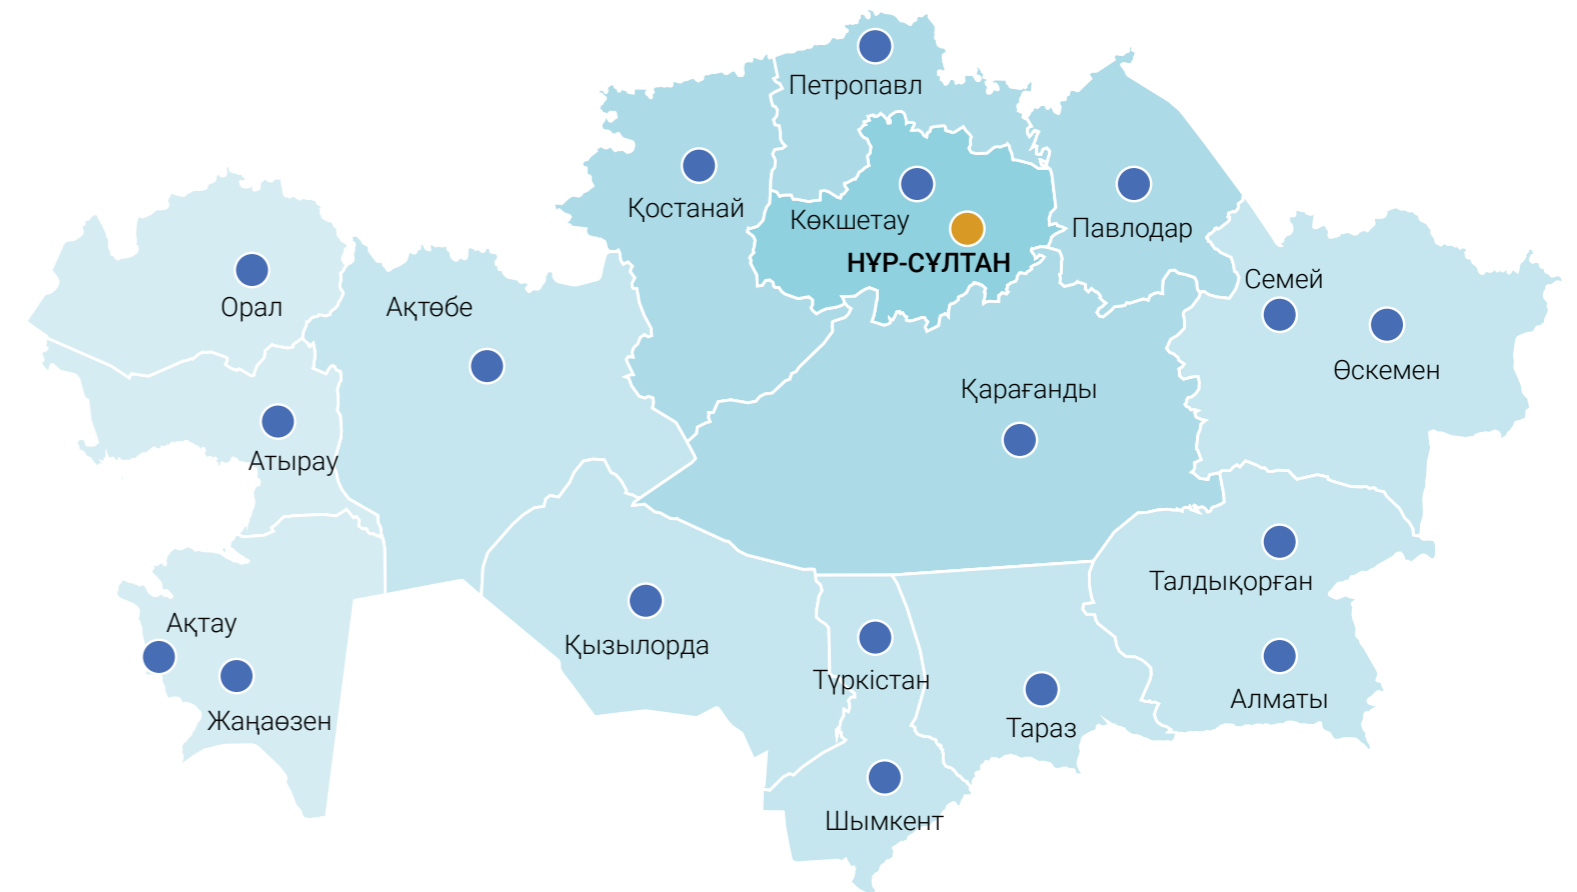 Петропавл
Қостанай
Көкшетау
Павлодар
НҰР-СҰЛТАН
Семей
Орал
Ақтөбе
Өскемен
Қарағанды
Атырау
Талдықорған
Ақтау
Қызылорда
Түркістан
Алматы
Жаңаөзен
Тараз
Шымкент